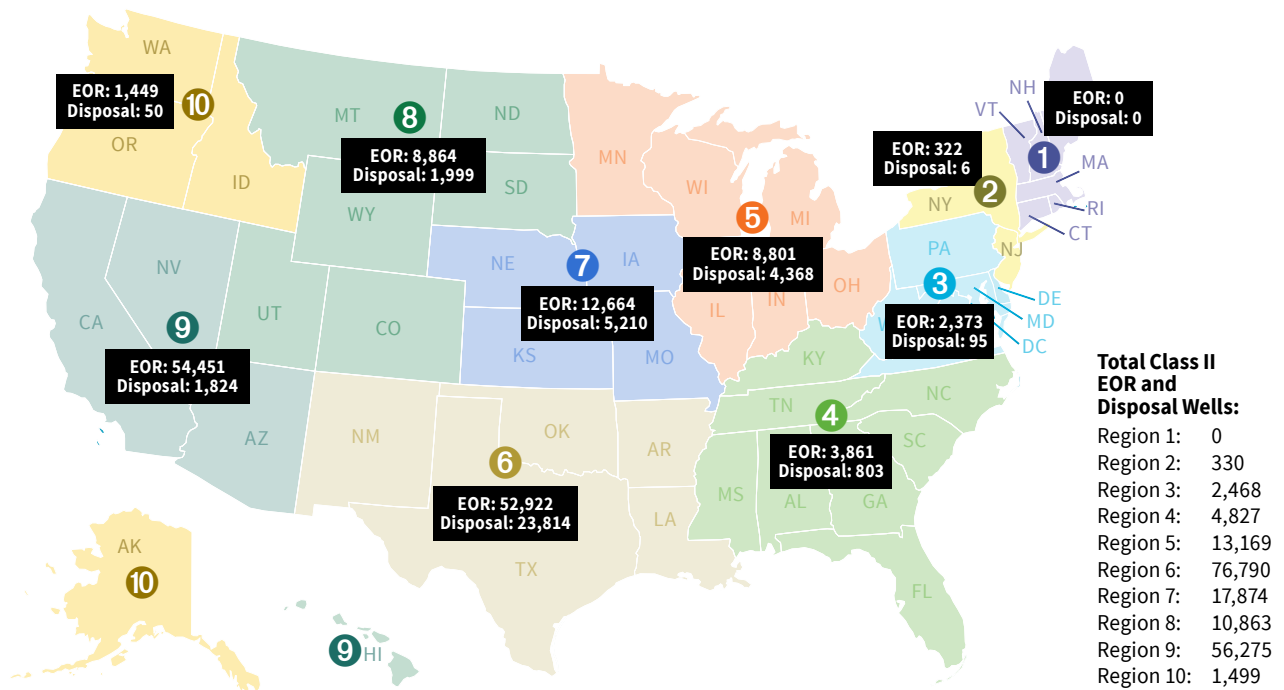 WA
EOR: 1,449
Disposal: 50
10
OR
ID
MT
8
ND
EOR: 8,864
Disposal: 1,999
SD
WY
MN
WI
5
MI
EOR: 8,801
Disposal: 4,368
IL
IN
OH
NH
VT
EOR: 0
Disposal: 0
1
MA
RI
CT
EOR: 322
Disposal: 6
2
NY
NJ
PA
3
DE
MD
DC
EOR: 2,373
Disposal: 95
W
NE
7
IA
EOR: 12,664
Disposal: 5,210
KS
MO
NV
CA
9
UT
CO
EOR: 54,451
Disposal: 1,824
AZ
NM
OK
AR
6
EOR: 52,922
Disposal: 23,814
LA
TX
KY
TN
NC
4
SC
EOR: 3,861
Disposal: 803
MS
AL
GA
FL
AK
10
9
HI
Total Class II
EOR and
Disposal Wells:
Region 1: 0
Region 2: 330
Region 3: 2,468
Region 4: 4,827
Region 5: 13,169
Region 6: 76,790
Region 7: 17,874
Region 8: 10,863
Region 9: 56,275
Region 10: 1,499